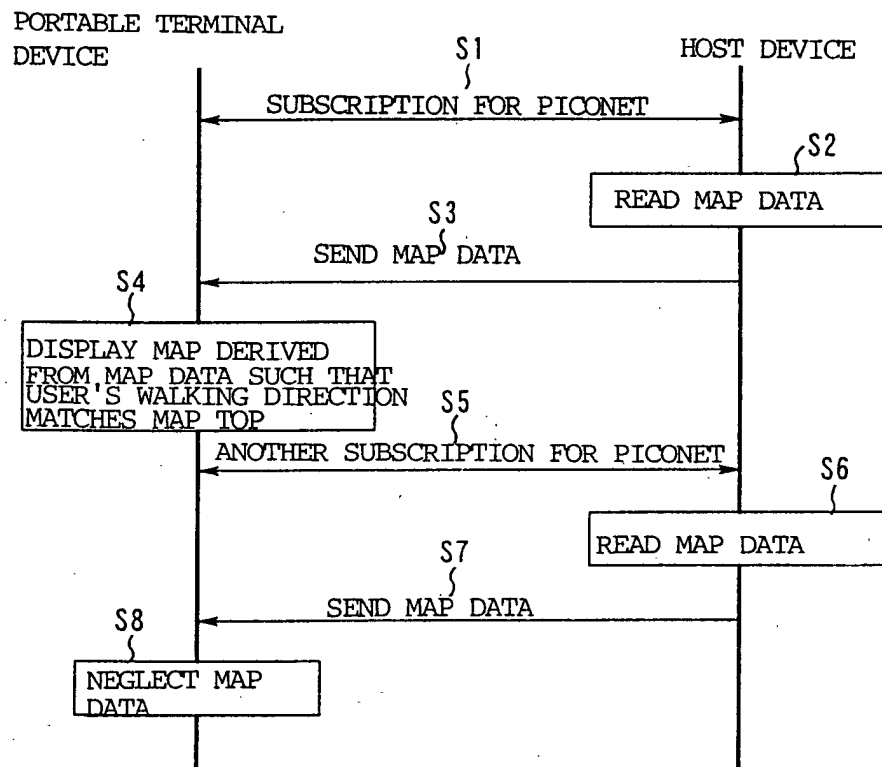 PORTABLE TERMINAL
DEVICE
HOST DEVICE
S1
SUBSCRIPTION FOR PICONET
S2
READ MAP DATA
S3
SEND MAP DATA
S4
DISPLAY MAP DERIVED
FROM MAP DATA SUCH THAT
USER'S WALKING DIRECTION
MATCHES MAP TOP
S5
ANOTHER SUBSCRIPTION FOR PICONET
S6
READ MAP DATA
S7
SEND MAP DATA
S8
NEGLECT MAP
DATA